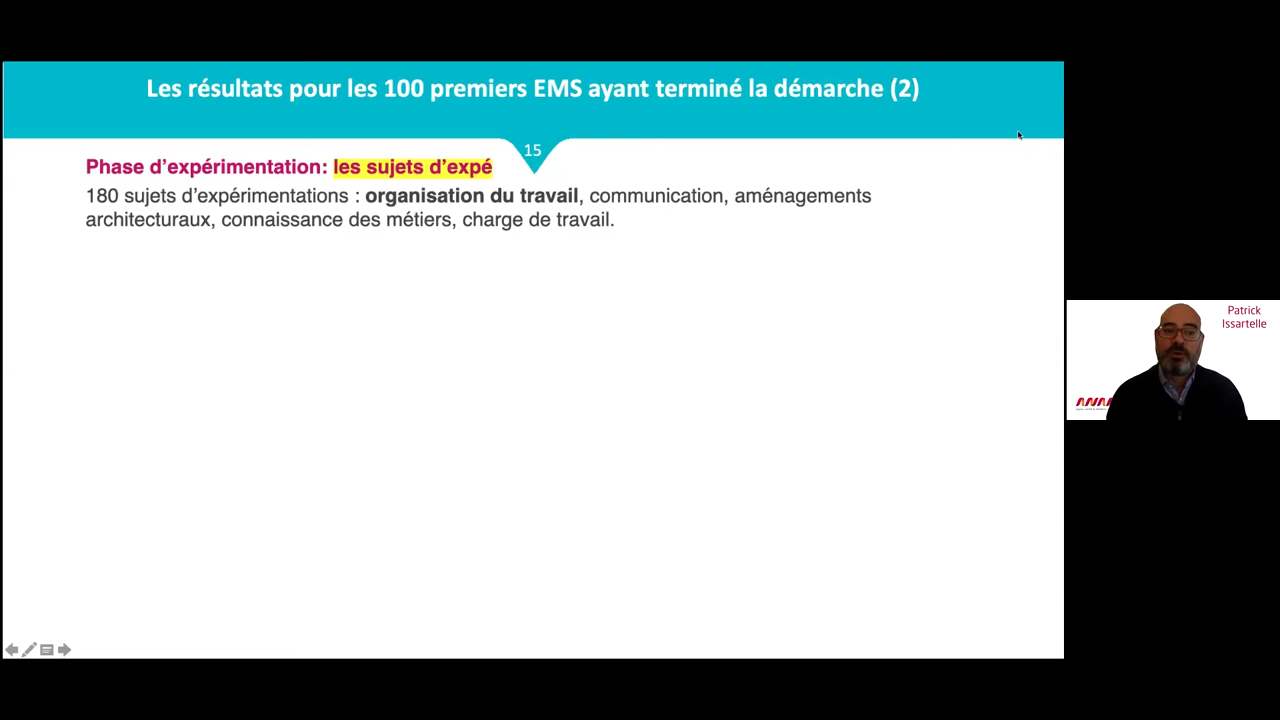 Les résultats pour les 100 premiers EMS ayant terminé la démarche (2)
15
Phase d'expérimentation: les sujets d'expé
180 sujets d'expérimentations : organisation du travail, communication, aménagements
architecturaux, connaissance des métiers, charge de travail.
Patrick
Issartelle